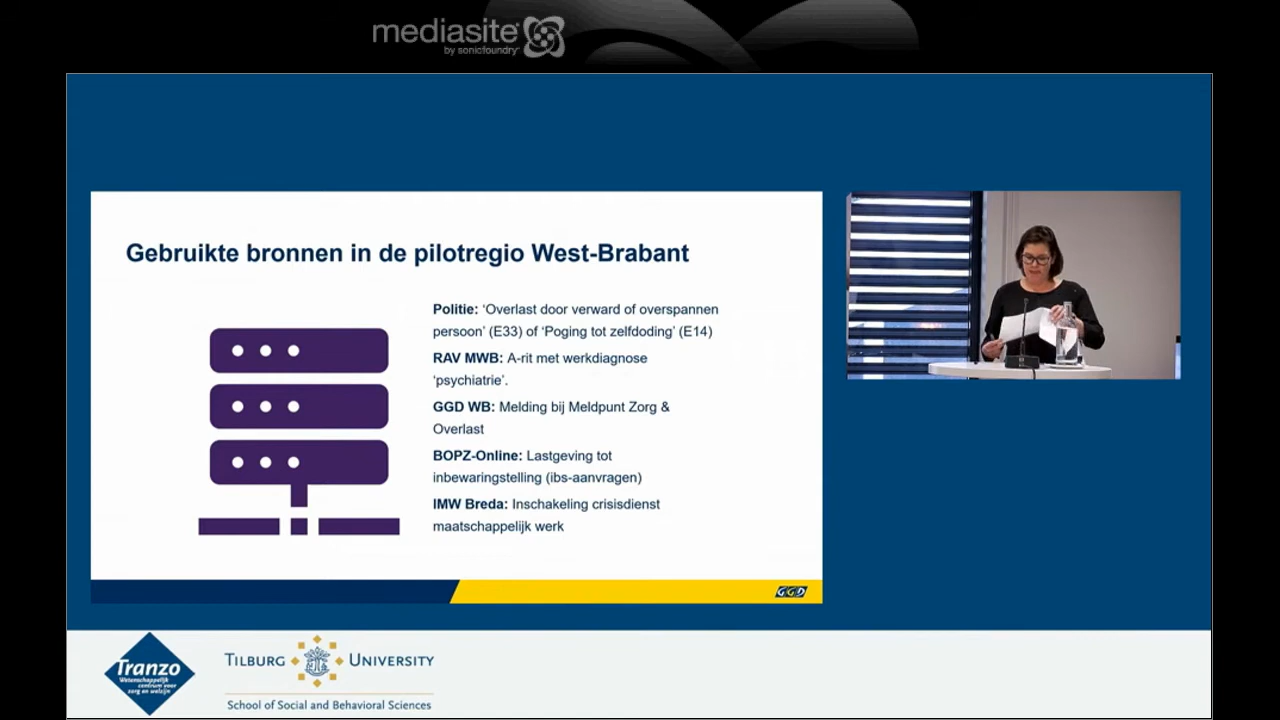 mediasite
by sonicfoundry
Gebruikte bronnen in de pilotregio West-Brabant
Politie: ‘Overlast door verward of overspannen
persoon’ (E33) of ‘Poging tot zelfdoding’ (E14)
RAV MWB: A-rit met werkdiagnose
‘psychiatrie’.
GGD WB: Melding bij Meldpunt Zorg &
Overlast
BOPZ-Online: Lastgeving tot
inbewaringstelling (ibs-aanvragen)
IMW Breda: Inschakeling crisisdienst
maatschappelijk werk
GGD
Tranzo
Wetenschappelijk
centrum voor
zorg en welzijn
TILBURG UNIVERSITY
School of Social and Behavioral Sciences